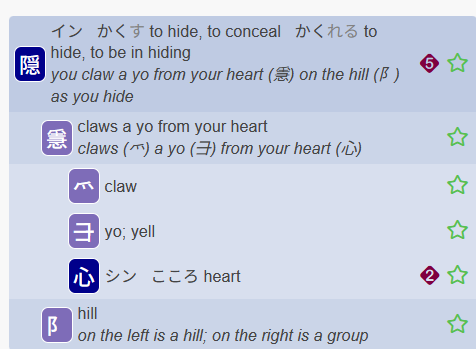 イン かくす to hide, to conceal かくれる to
hide, to be in hiding
you claw a yo from your heart (㥯) on the hill (阝)
as you hide
隠
5
claws a yo from your heart
claws (爫) a yo (彐) from your heart (心)
爫 claw
彐 yo; yell
心 シン こころ heart
2
阝 hill
on the left is a hill; on the right is a group